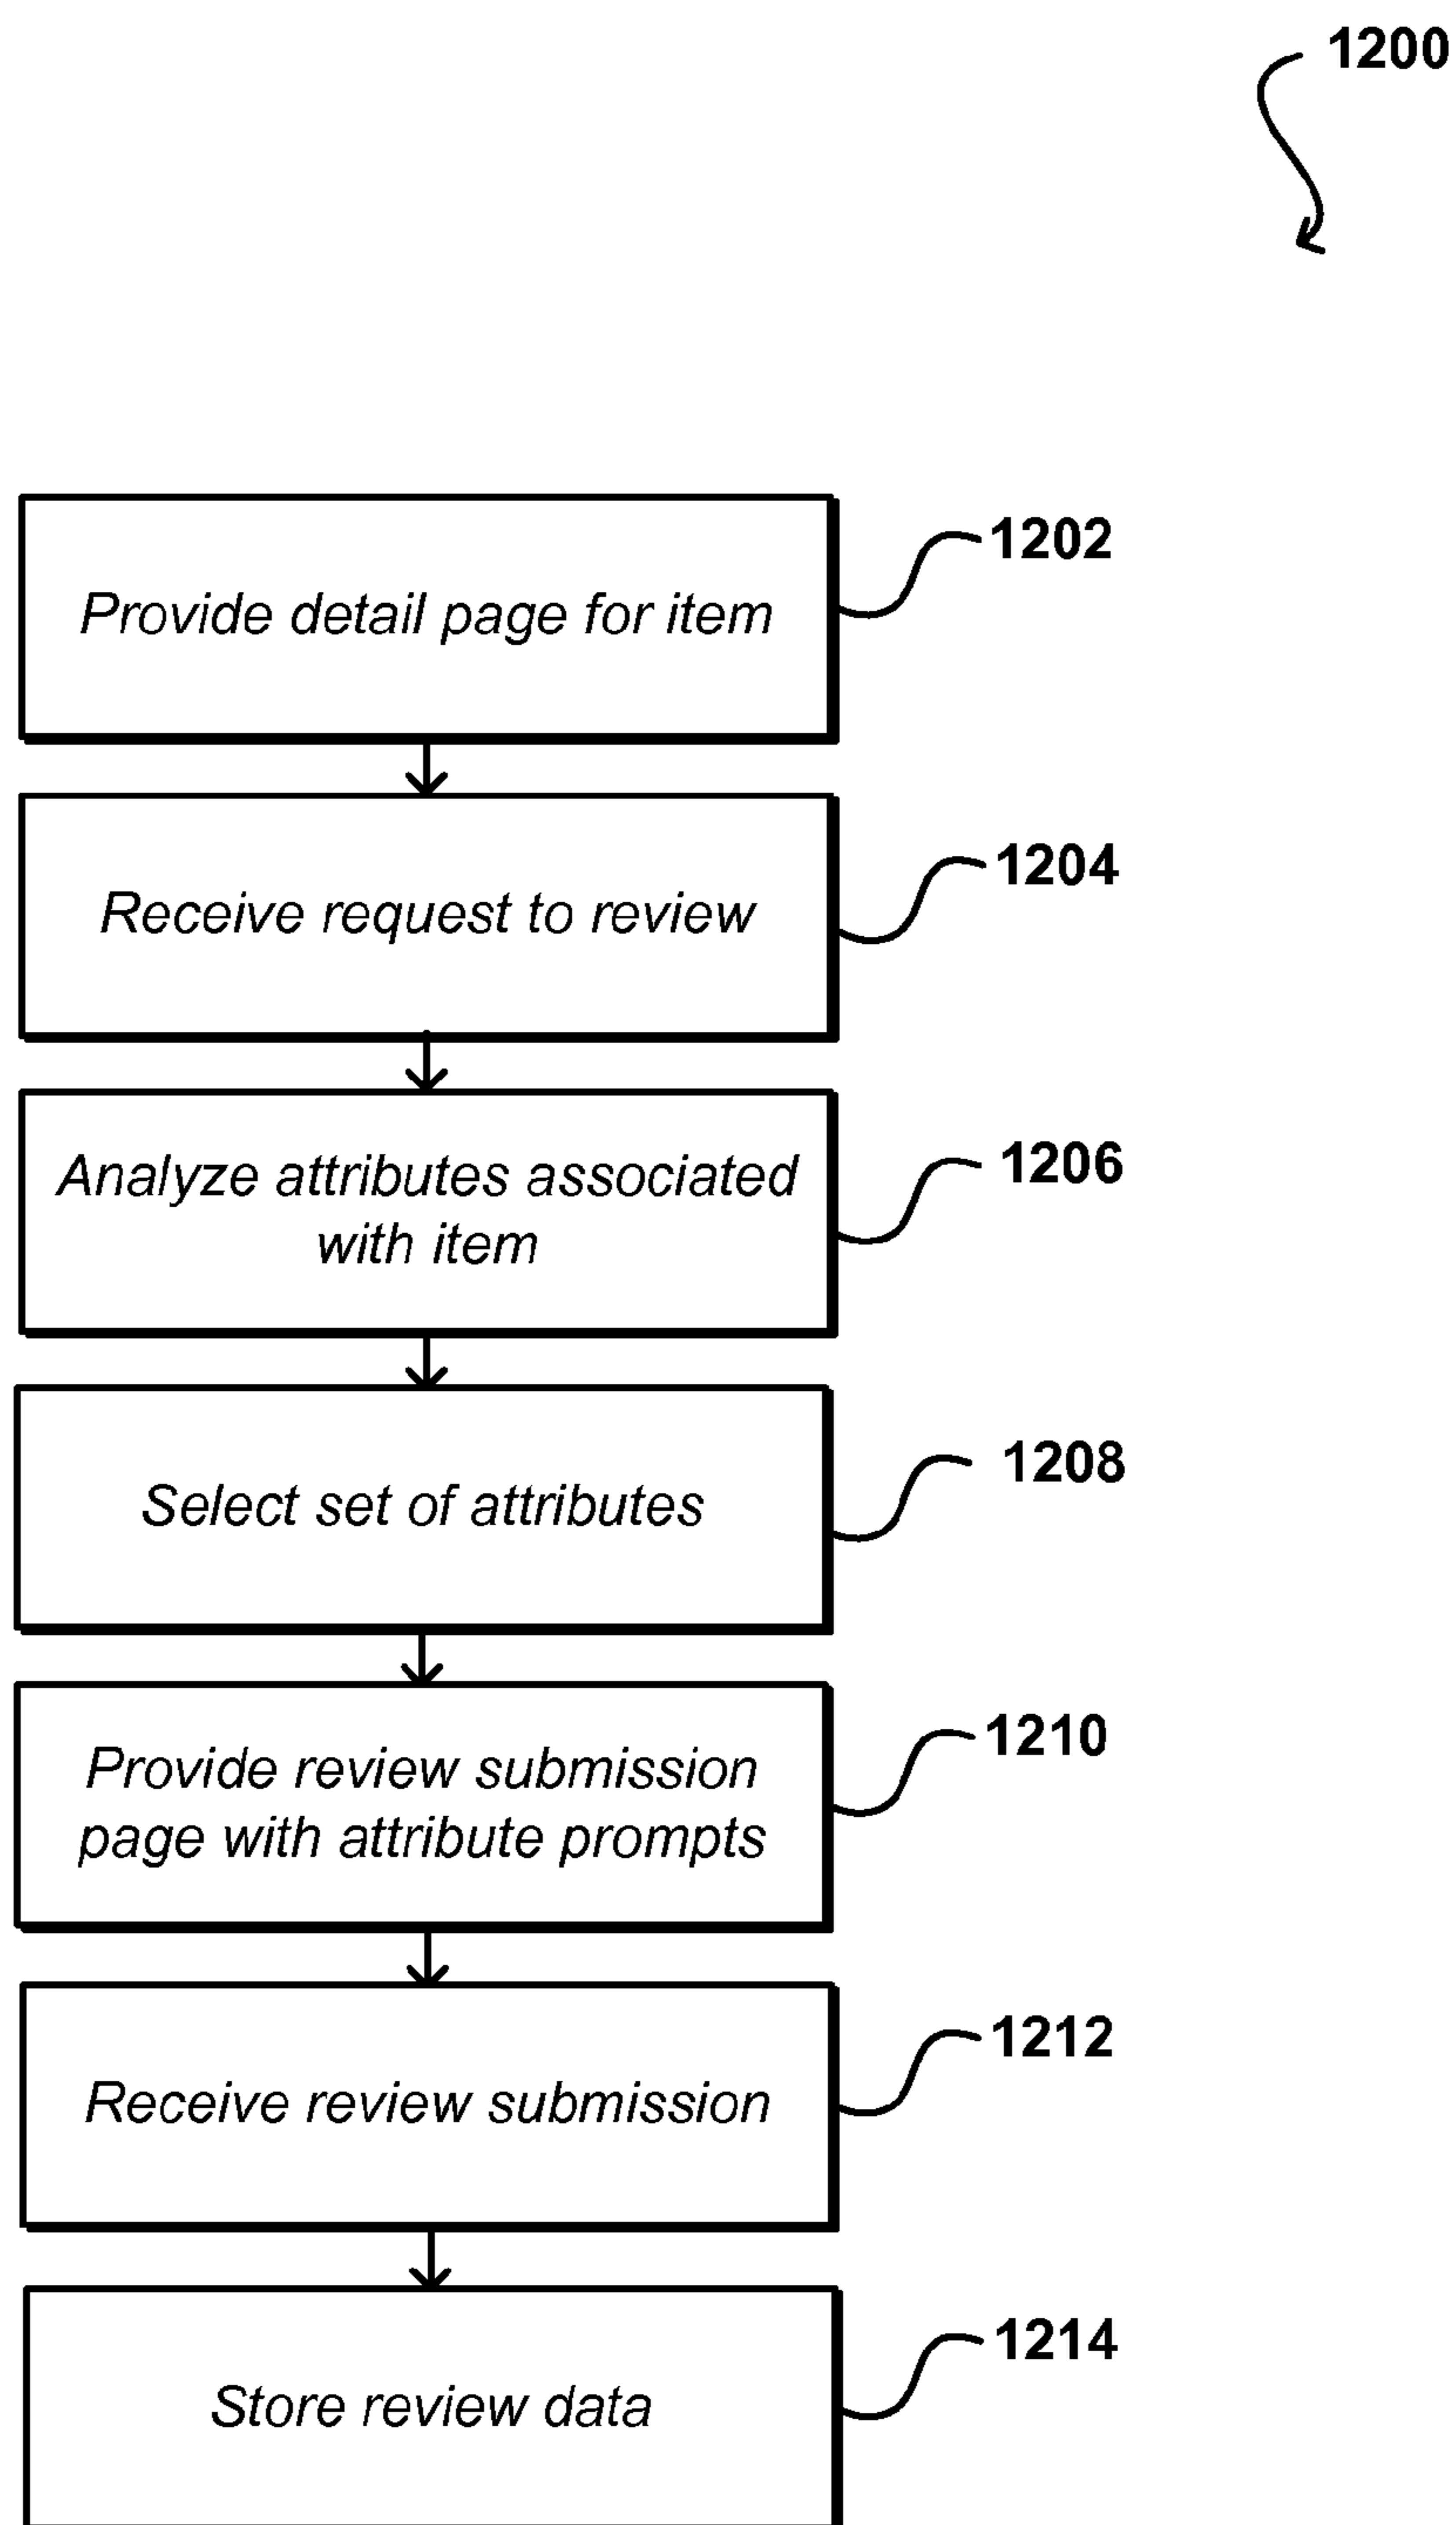 1200
Provide detail page for item
1202
Receive request to review
1204
Analyze attributes associated
with item
1206
Select set of attributes
1208
Provide review submission
page with attribute prompts
1210
Receive review submission
1212
Store review data
1214